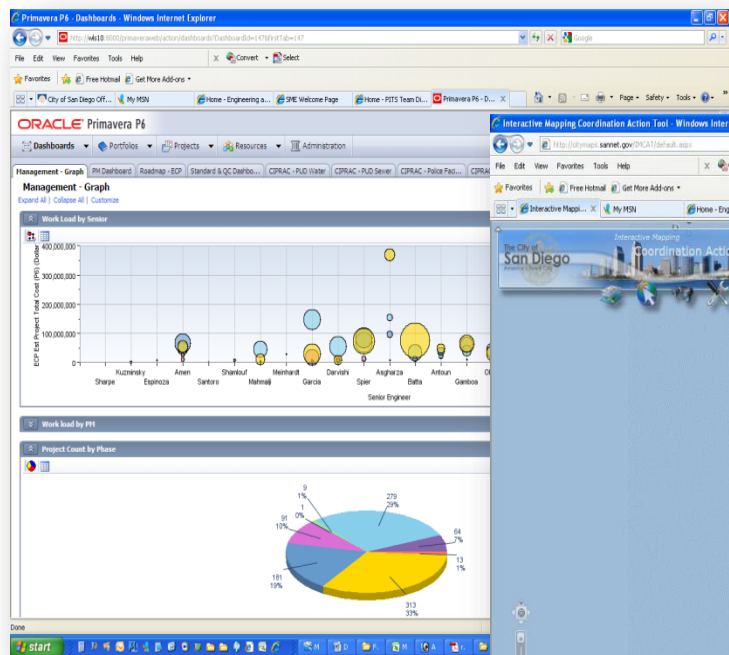 Primavera P6 - Dashboards - Windows Internet Explorer
http://wls10:8080/primaveraweb/action/dashboards?DashboardId=147&firstTab=147
Google
File Edit View Favorites Tools Help
Convert Select
Favorites Free Hotmail Get More Add-ons
City of San Diego Off... My MSN Home - Engineering a... SME Welcome Page Home - PITS Team Di... Primavera P6 - D... X
Page Safety Tools
ORACLE Primavera P6
Dashboards Portfolios Projects Resources Administration
Management - Graph PM Dashboard Roadmap - ECP Standard & QC Dashbo... CIPRAC - PUD Water CIPRAC - PUD Sewer CIPRAC - Police Faci... CIPRAC
Management - Graph
Expand All | Collapse All | Customize
Work Load by Senior
ECP Est Project Total Cost (P6) (Dollar
400,000,000
300,000,000
200,000,000
100,000,000
0
Kuzminsky Amen Shamlouf Meinhardt Darvishi Asgharza Antoun
Sharpe Espinoza Santoro Mahmalji Garcia Spier Batta Gamboa
Senior Engineer
Work load by PM
Project Count by Phase
9
1%
1
0%
91
10%
181
19%
279
29%
64
7%
13
1%
313
33%
Done
start
Interactive Mapping Coordination Action Tool - Windows Inter
http://citymaps.sannet.gov/IMCAT/default.aspx
File Edit View Favorites Tools Help
Favorites Free Hotmail Get More Add-ons
Interactive Mappi... X My MSN Home - Eng
The City of
San Diego
Interactive Mapping
Coordination Actio